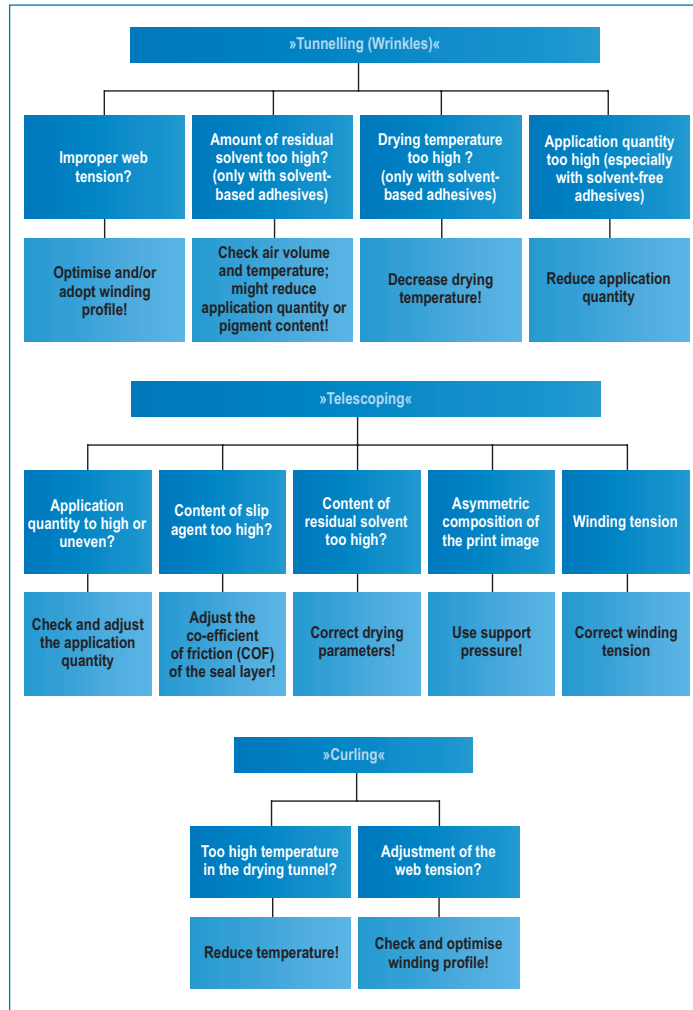 »Tunnelling (Wrinkles)«
Improper web
tension?
Amount of residual
solvent too high?
(only with solvent-
based adhesives)
Drying temperature
too high ?
(only with solvent-
based adhesives)
Application quantity
too high (especially
with solvent-free
adhesives)
Optimise and/or
adopt winding
profile!
Check air volume
and temperature;
might reduce
application quantity or
pigment content!
Decrease drying
temperature!
Reduce application
quantity
»Telescoping«
Application
quantity to high or
uneven?
Content of slip
agent too high?
Content of
residual solvent
too high?
Asymmetric
composition of
the print image
Winding tension
Check and adjust
the application
quantity
Adjust the
co-efficient
of friction (COF)
of the seal layer!
Correct drying
parameters!
Use support
pressure!
Correct winding
tension
»Curling«
Too high temperature
in the drying tunnel?
Adjustment of the
web tension?
Reduce temperature!
Check and optimise
winding profile!